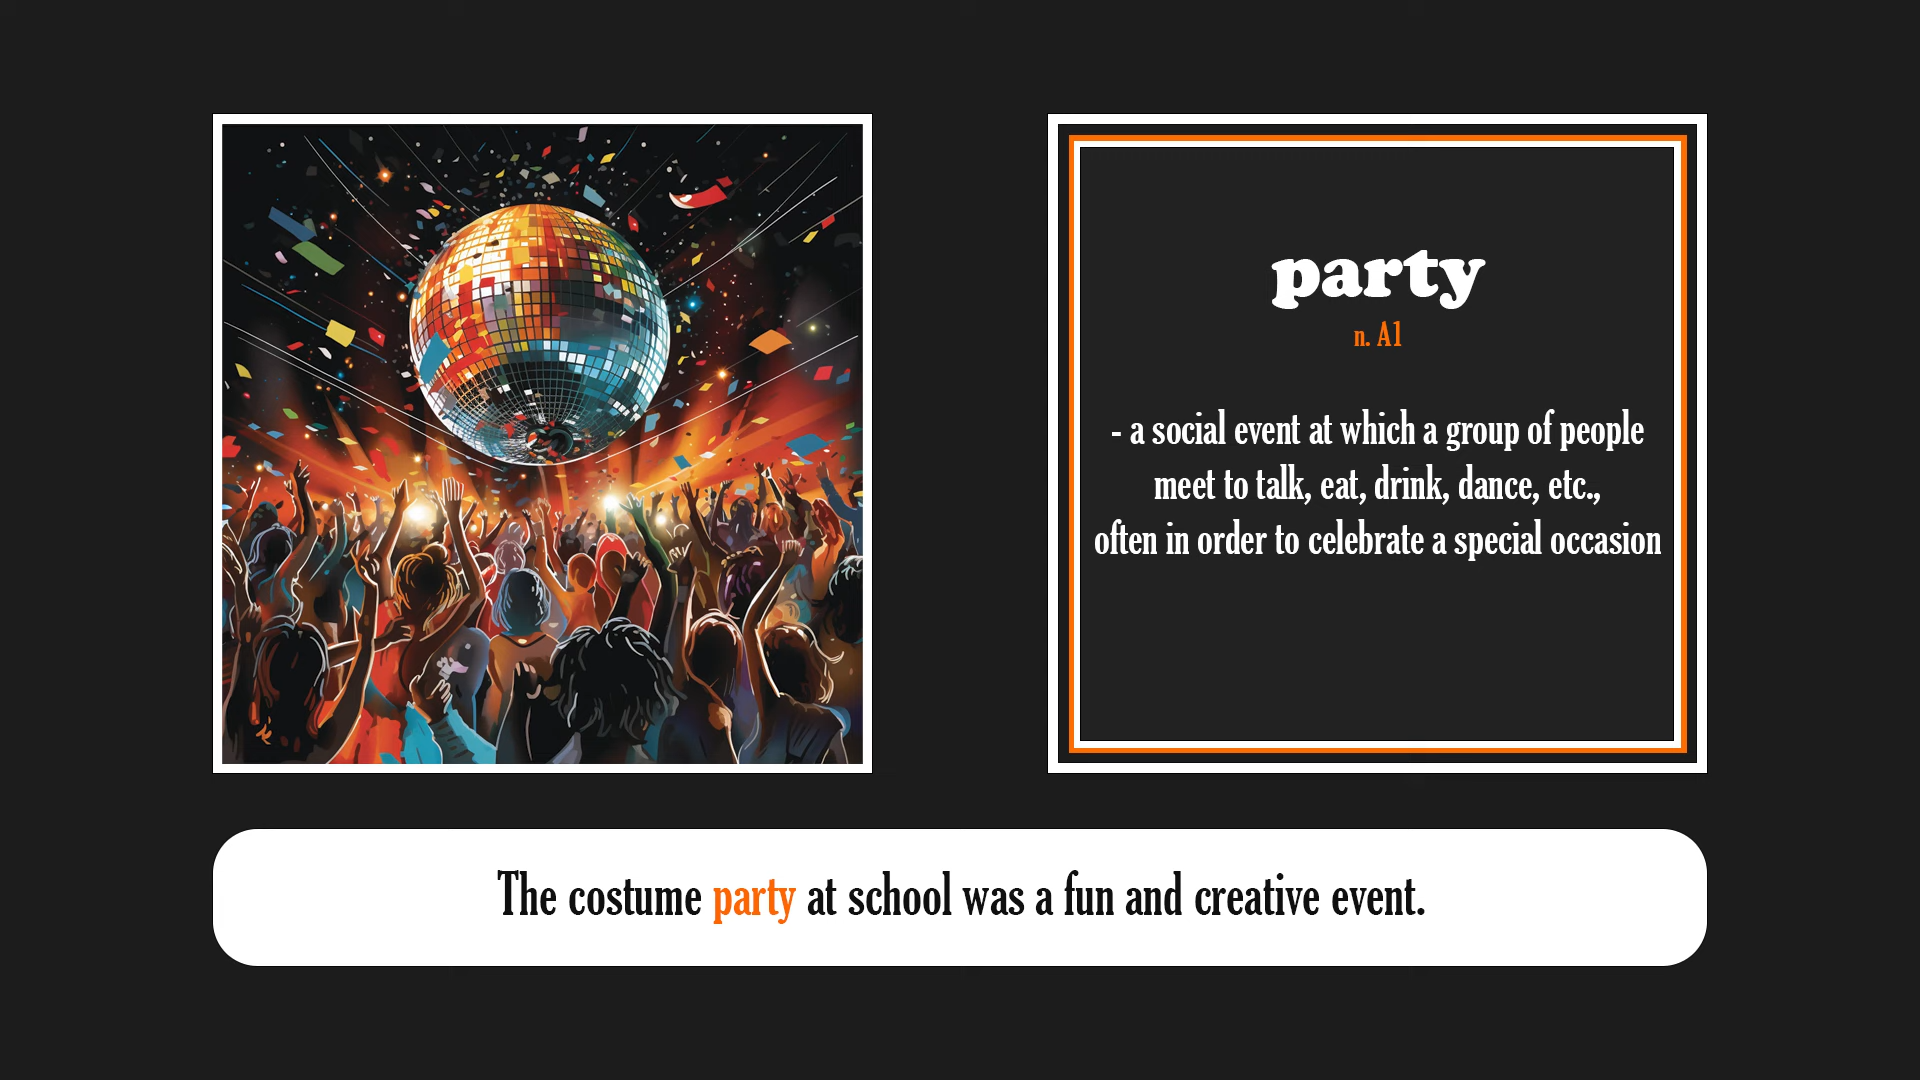 party
n. A1
- a social event at which a group of people
meet to talk, eat, drink, dance, etc.,
often in order to celebrate a special occasion
The costume party at school was a fun and creative event.